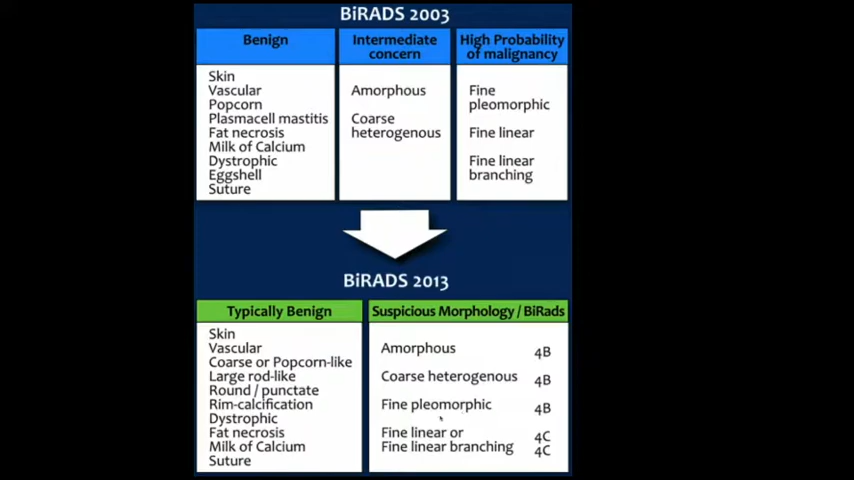 BiRADS 2003
Benign
Intermediate
concern
High Probability
of malignancy
Skin
Vascular
Popcorn
Plasmacell mastitis
Fat necrosis
Milk of Calcium
Dystrophic
Eggshell
Suture
Amorphous
Coarse
heterogenous
Fine
pleomorphic
Fine linear
Fine linear
branching
BiRADS 2013
Typically Benign
Suspicious Morphology / BiRads
Skin
Vascular
Coarse or Popcorn-like
Large rod-like
Round / punctate
Rim-calcification
Dystrophic
Fat necrosis
Milk of Calcium
Suture
Amorphous 4B
Coarse heterogenous 4B
Fine pleomorphic 4B
Fine linear or 4C
Fine linear branching 4C